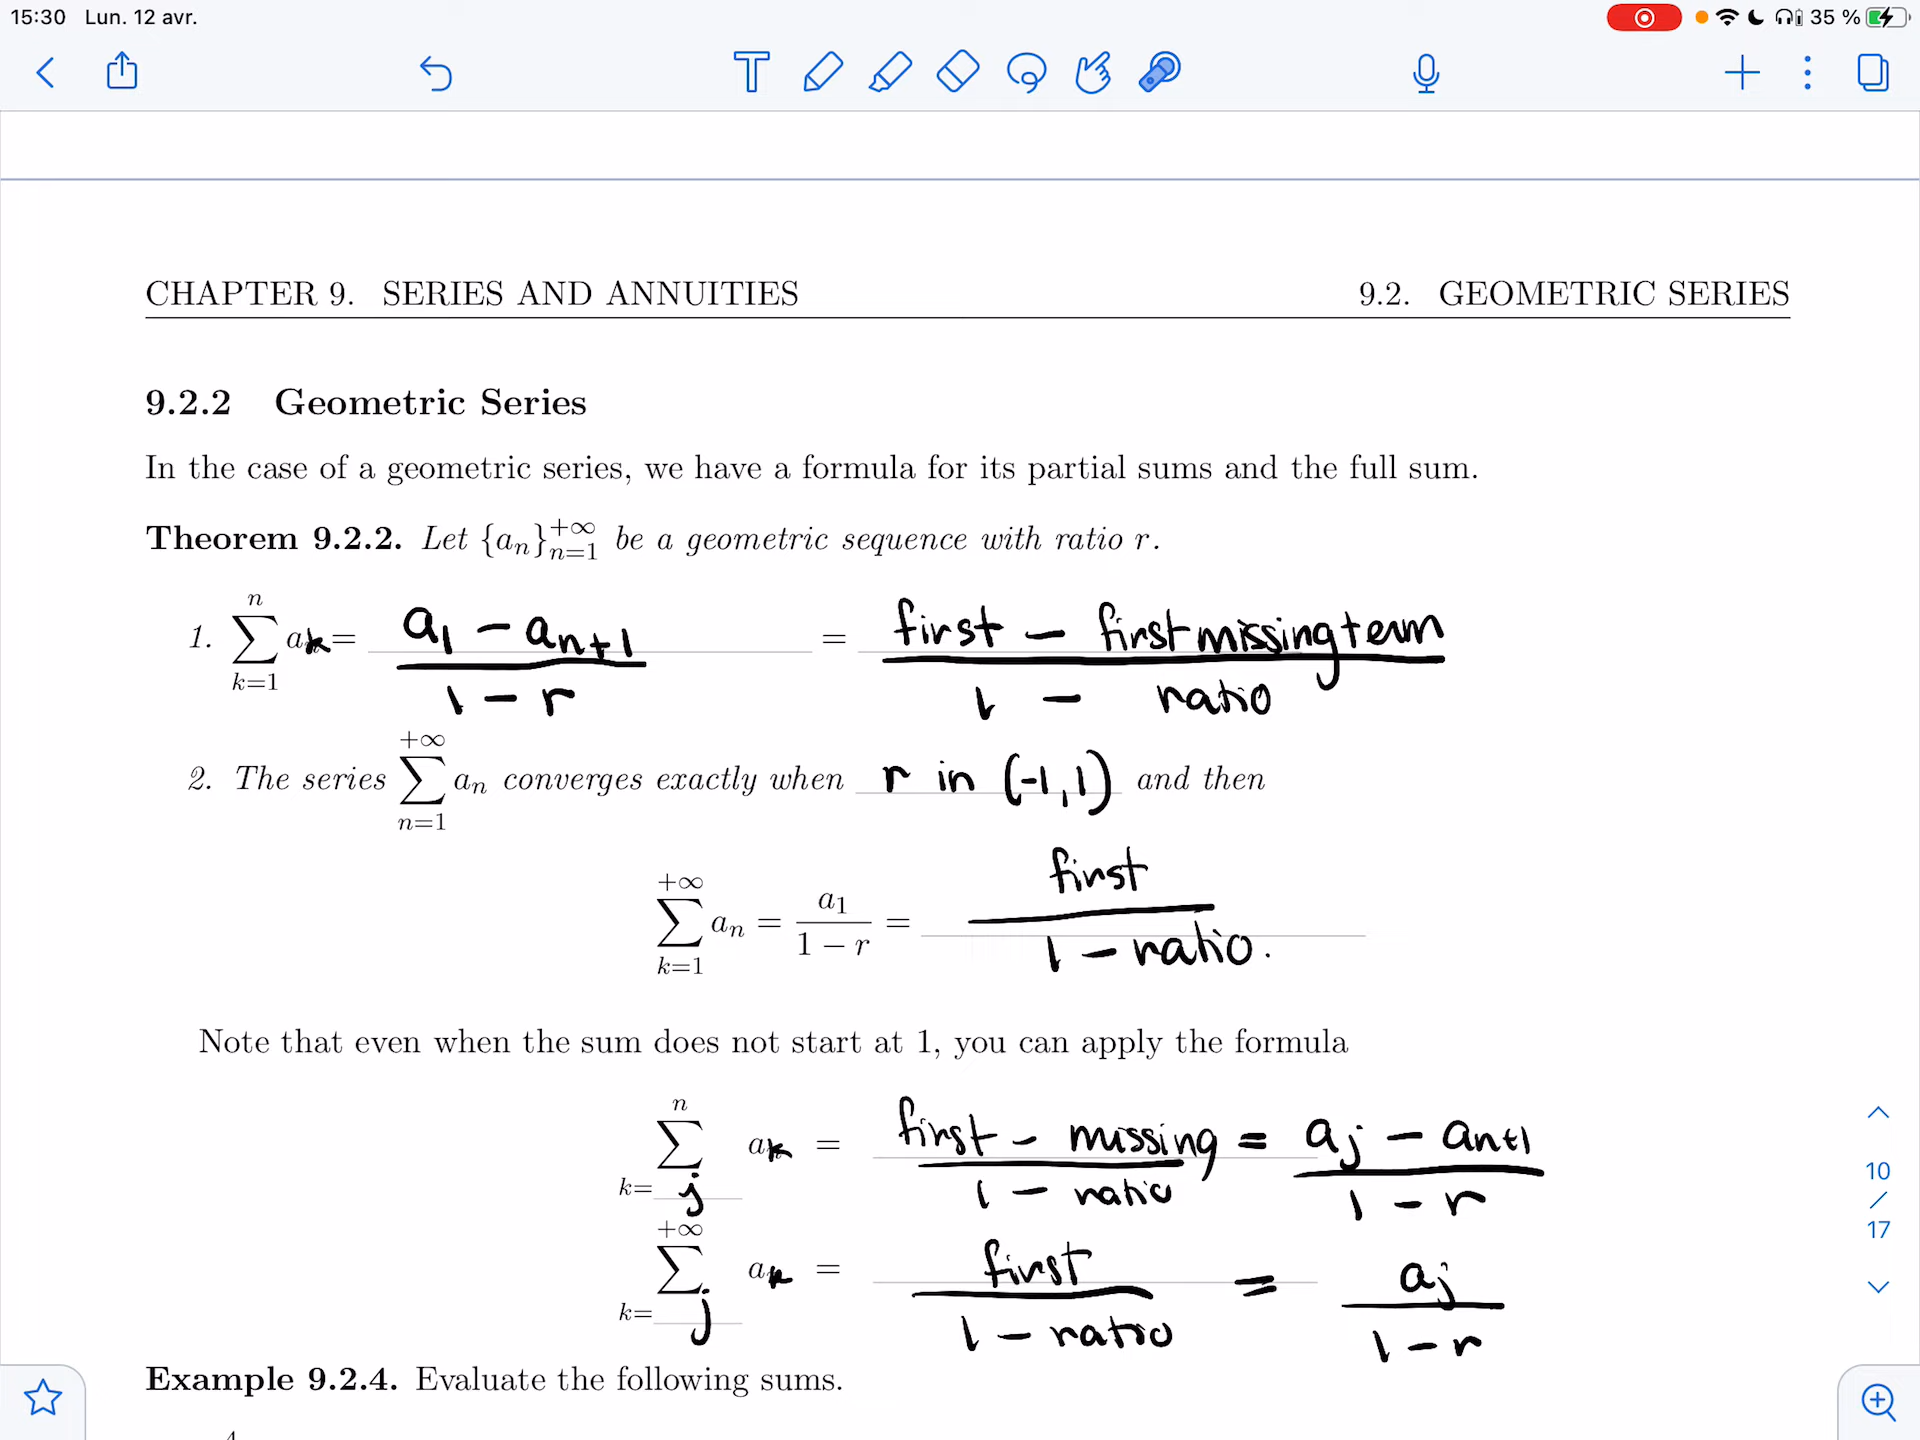 15:30 Lun. 12 avr. 35 %
CHAPTER 9. SERIES AND ANNUITIES 9.2. GEOMETRIC SERIES
9.2.2 Geometric Series
In the case of a geometric series, we have a formula for its partial sums and the full sum.
Theorem 9.2.2. Let {a_n}_{n=1}^{+∞} be a geometric sequence with ratio r.
1. ∑_{k=1}^{n} a_k = (a_1 − a_{n+1}) / (1 − r) = (first − first missing term) / (1 − ratio)
2. The series ∑_{n=1}^{+∞} a_n converges exactly when r in (-1,1) and then
∑_{k=1}^{+∞} a_n = a_1 / (1 − r) = first / (1 − ratio).
Note that even when the sum does not start at 1, you can apply the formula
∑_{k=j}^{n} a_k = (first − missing) / (1 − ratio) = (a_j − a_{n+1}) / (1 − r)
∑_{k=j}^{+∞} a_k = first / (1 − ratio) = a_j / (1 − r)
Example 9.2.4. Evaluate the following sums.
10
/
17